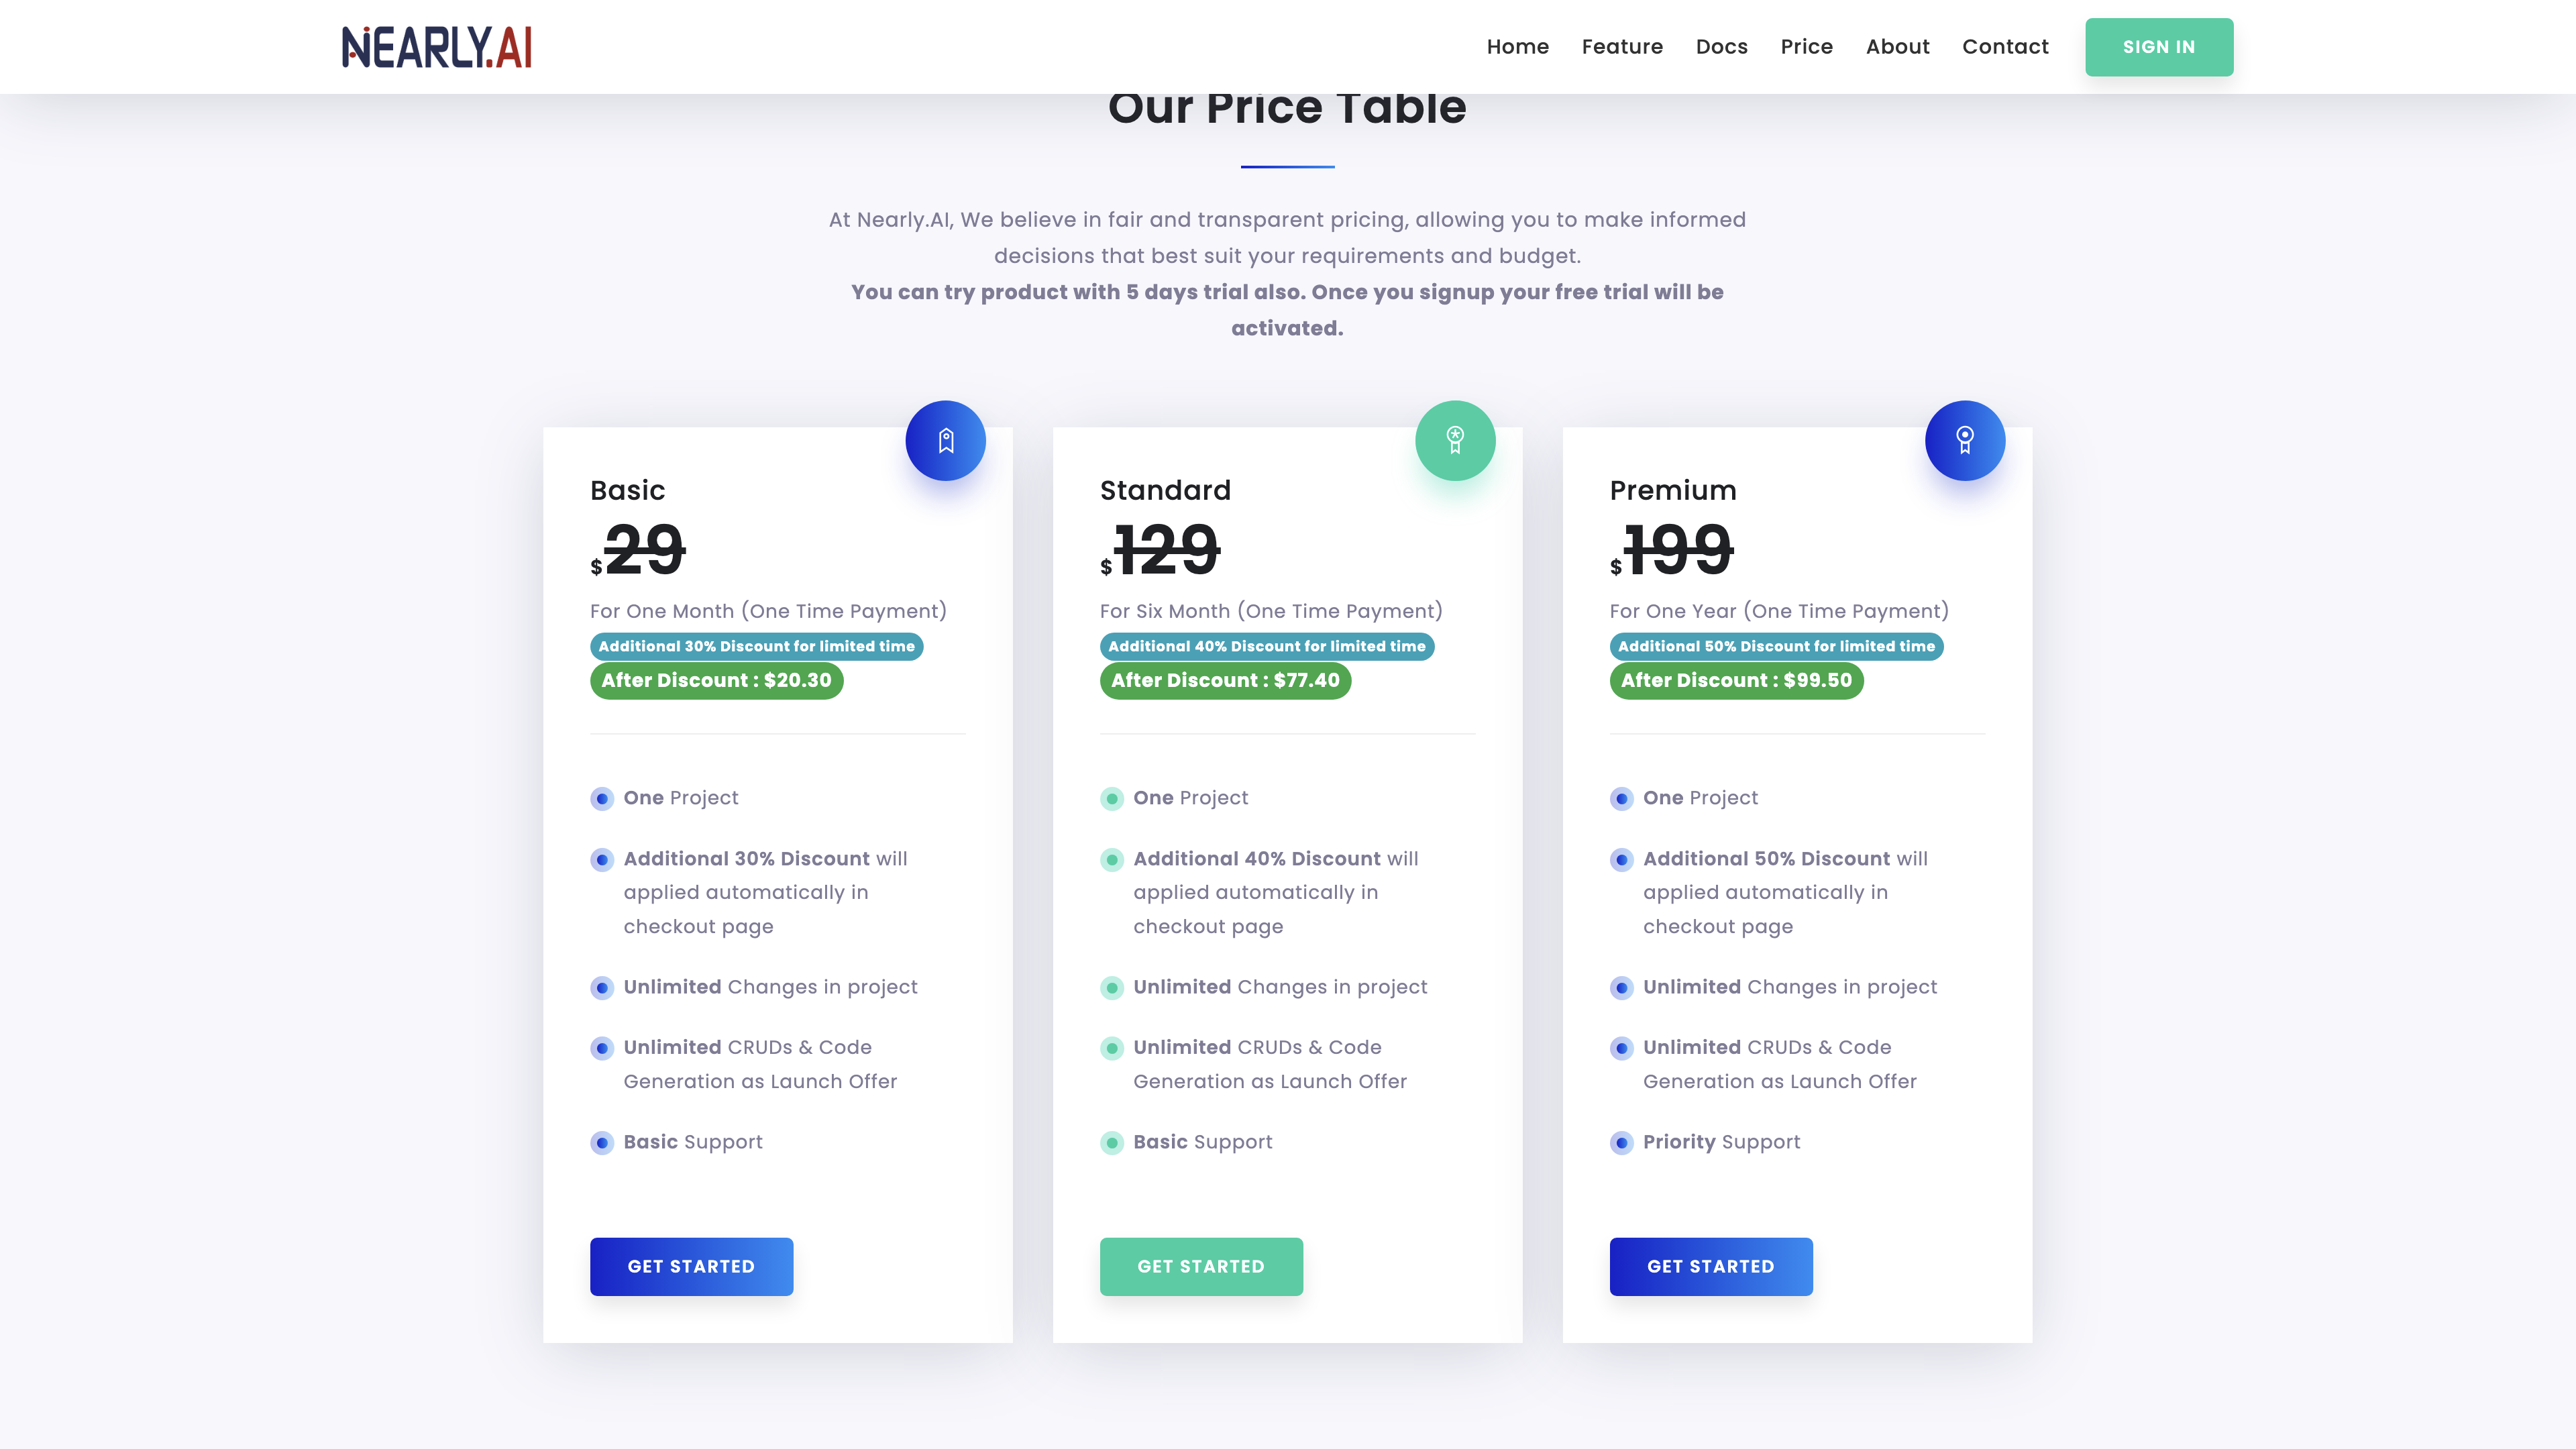 NEARLY.AI
Home Feature Docs Price About Contact SIGN IN
Our Price Table
At Nearly.AI, We believe in fair and transparent pricing, allowing you to make informed
decisions that best suit your requirements and budget.
You can try product with 5 days trial also. Once you signup your free trial will be
activated.
Basic
$29
For One Month (One Time Payment)
Additional 30% Discount for limited time
After Discount : $20.30
One Project
Additional 30% Discount will
applied automatically in
checkout page
Unlimited Changes in project
Unlimited CRUDs & Code
Generation as Launch Offer
Basic Support
GET STARTED
Standard
$129
For Six Month (One Time Payment)
Additional 40% Discount for limited time
After Discount : $77.40
One Project
Additional 40% Discount will
applied automatically in
checkout page
Unlimited Changes in project
Unlimited CRUDs & Code
Generation as Launch Offer
Basic Support
GET STARTED
Premium
$199
For One Year (One Time Payment)
Additional 50% Discount for limited time
After Discount : $99.50
One Project
Additional 50% Discount will
applied automatically in
checkout page
Unlimited Changes in project
Unlimited CRUDs & Code
Generation as Launch Offer
Priority Support
GET STARTED